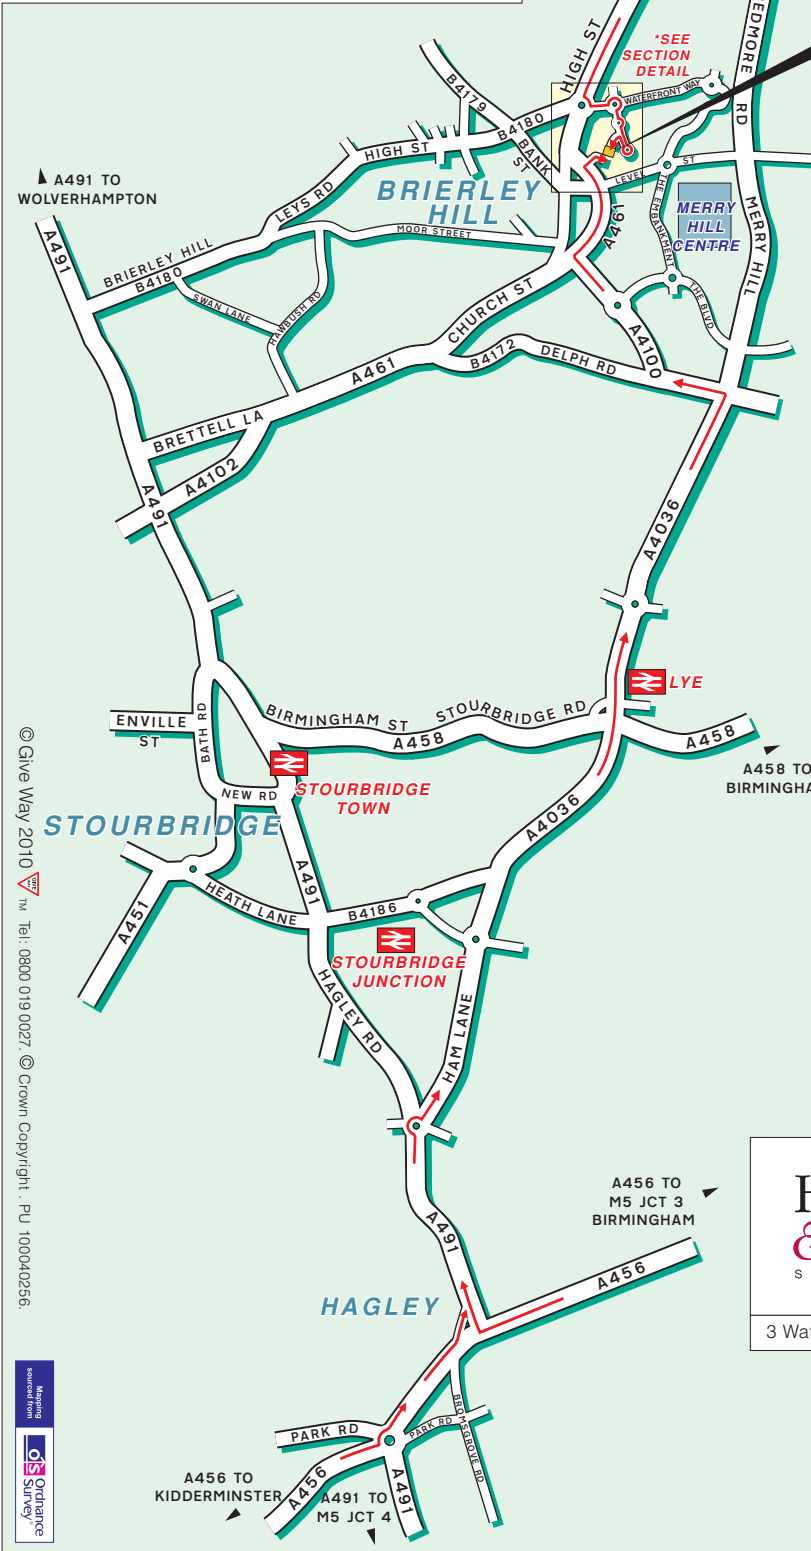 HIGH ST
*SEE
SECTION
DETAIL
EDMORE RD
WATERFRONT WAY
B4179
B4180
BANK
ST
HIGH ST
LEVEL ST
A491 TO
WOLVERHAMPTON
BRIERLEY
HILL
LEYS RD
MERRY
HILL
CENTRE
THE EMBANKMENT
A461
MERRY HILL
MOOR STREET
A491
BRIERLEY HILL
B4180
SWAN LANE
HAWBUSH RD
CHURCH ST
THE BLVD
A4100
B4172
DELPH RD
A461
BRETTELL LA
A4102
A491
A4036
LYE
BIRMINGHAM ST
STOURBRIDGE RD
A458
A458
A458 TO
BIRMINGHA
ENVILLE
ST
BATH RD
NEW RD
STOURBRIDGE
TOWN
STOURBRIDGE
A4036
A491
HEATH LANE
B4186
A451
STOURBRIDGE
JUNCTION
HAGLEY RD
HAM LANE
A456 TO
M5 JCT 3
BIRMINGHAM
H
&
S
3 Wat
A491
A456
HAGLEY
BROMSGROVE RD
PARK RD
PARK RD
A456
A491
A456 TO
KIDDERMINSTER
A491 TO
M5 JCT 4
© Give Way 2010 GIVE WAY ™ Tel: 0800 019 0027. © Crown Copyright . PU 100040256.
Mapping
sourced from
OS
Ordnance
Survey®